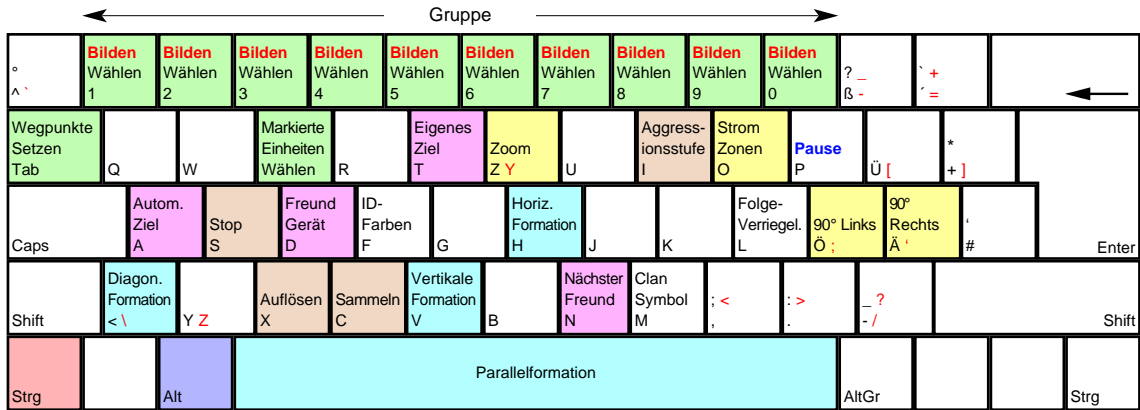 Gruppe
° 
^ `
Bilden
Wählen
1
Bilden
Wählen
2
Bilden
Wählen
3
Bilden
Wählen
4
Bilden
Wählen
5
Bilden
Wählen
6
Bilden
Wählen
7
Bilden
Wählen
8
Bilden
Wählen
9
Bilden
Wählen
0
? _
ß -
` +
´ =
Wegpunkte
Setzen
Tab
Q
W
Markierte
Einheiten
Wählen
R
Eigenes
Ziel
T
Zoom
Z Y
U
Aggress-
ionsstufe
I
Strom
Zonen
O
Pause
P
Ü [
*
+ ]
Caps
Autom.
Ziel
A
Stop
S
Freund
Gerät
D
ID-
Farben
F
G
Horiz.
Formation
H
J
K
Folge-
Verriegel.
L
90° Links
Ö ;
90°
Rechts
Ä ‘
‘
#
Enter
Shift
Diagon.
Formation
< \
Y Z
Auflösen
X
Sammeln
C
Vertikale
Formation
V
B
Nächster
Freund
N
Clan
Symbol
M
; <
,
: >
.
_ ?
- /
Shift
Strg
Alt
Parallelformation
AltGr
Strg